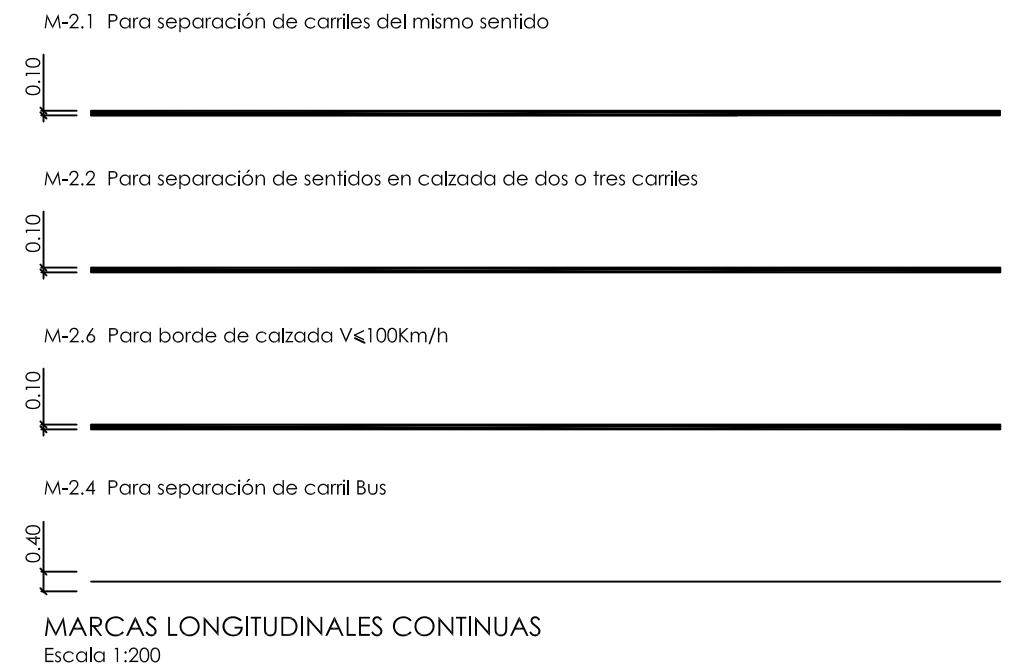 M-2.1 Para separación de carriles del mismo sentido
0.10
M-2.2 Para separación de sentidos en calzada de dos o tres carriles
0.10
M-2.6 Para borde de calzada V⩽100Km/h
0.10
M-2.4 Para separación de carril Bus
0.40
MARCAS LONGITUDINALES CONTINUAS
Escala 1:200